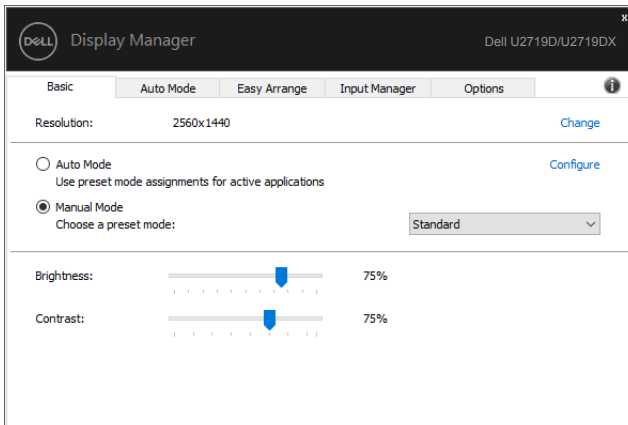 DELL Display Manager Dell U2719D/U2719DX x
Basic Auto Mode Easy Arrange Input Manager Options i
Resolution: 2560x1440 Change
Auto Mode Configure
Use preset mode assignments for active applications
Manual Mode
Choose a preset mode: Standard
Brightness: 75%
Contrast: 75%